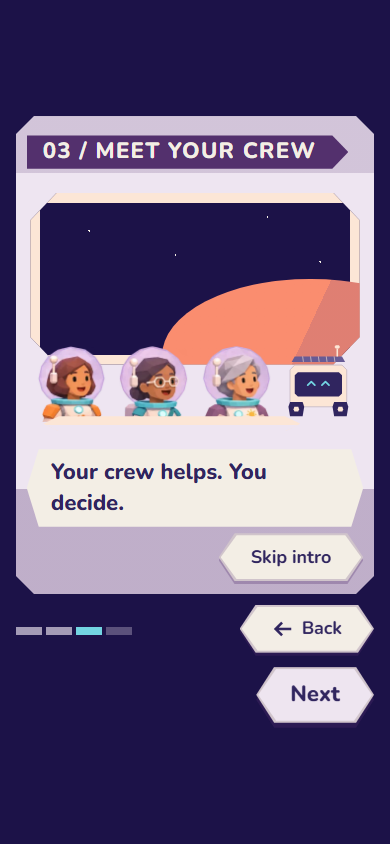 03 / MEET YOUR CREW
Your crew helps. You
decide.
Skip intro
← Back
Next